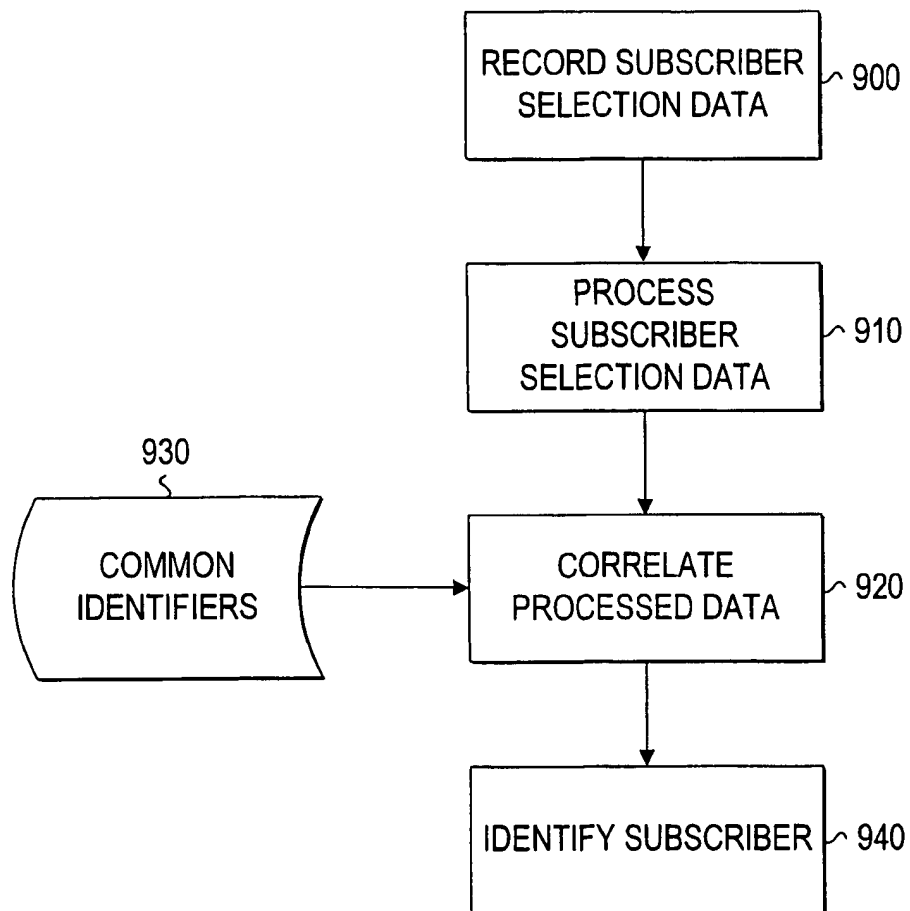 RECORD SUBSCRIBER
SELECTION DATA
900
PROCESS
SUBSCRIBER
SELECTION DATA
910
930
COMMON
IDENTIFIERS
CORRELATE
PROCESSED DATA
920
IDENTIFY SUBSCRIBER
940